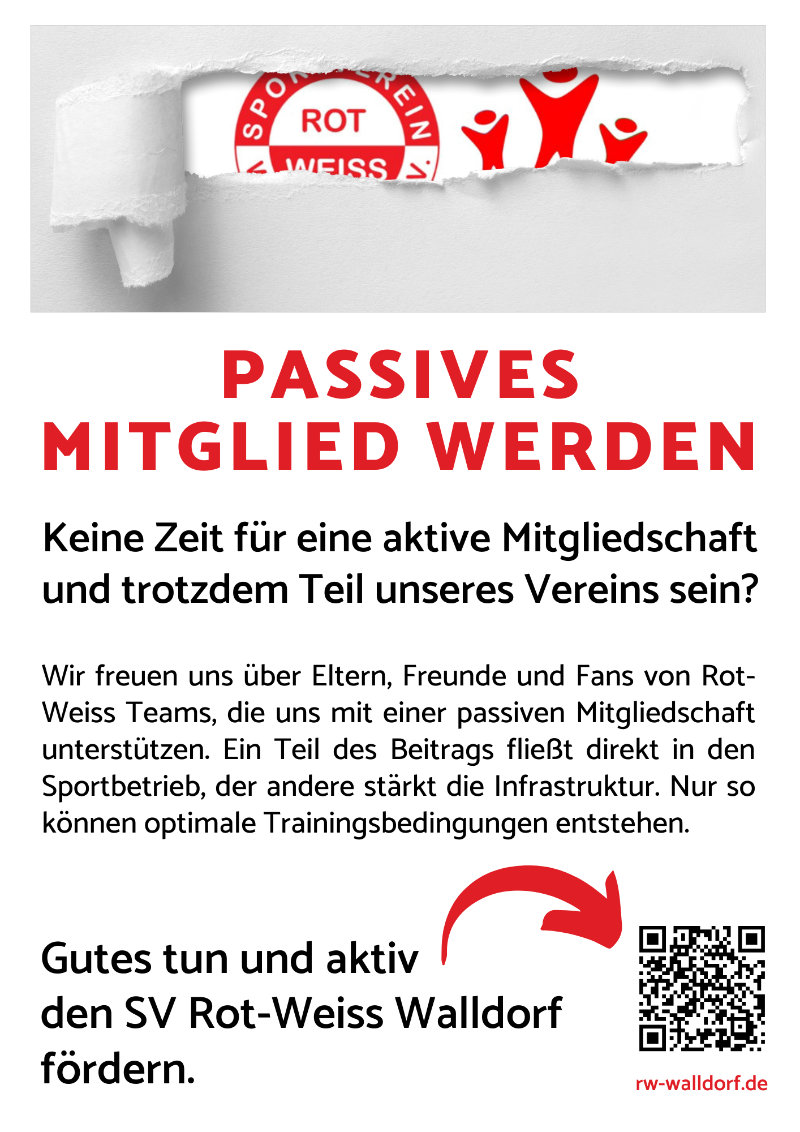 SPORTVEREIN
ROT
WEISS
PASSIVES
MITGLIED WERDEN
Keine Zeit für eine aktive Mitgliedschaft
und trotzdem Teil unseres Vereins sein?
Wir freuen uns über Eltern, Freunde und Fans von Rot-
Weiss Teams, die uns mit einer passiven Mitgliedschaft
unterstützen. Ein Teil des Beitrags fließt direkt in den
Sportbetrieb, der andere stärkt die Infrastruktur. Nur so
können optimale Trainingsbedingungen entstehen.
Gutes tun und aktiv
den SV Rot-Weiss Walldorf
fördern.
rw-walldorf.de